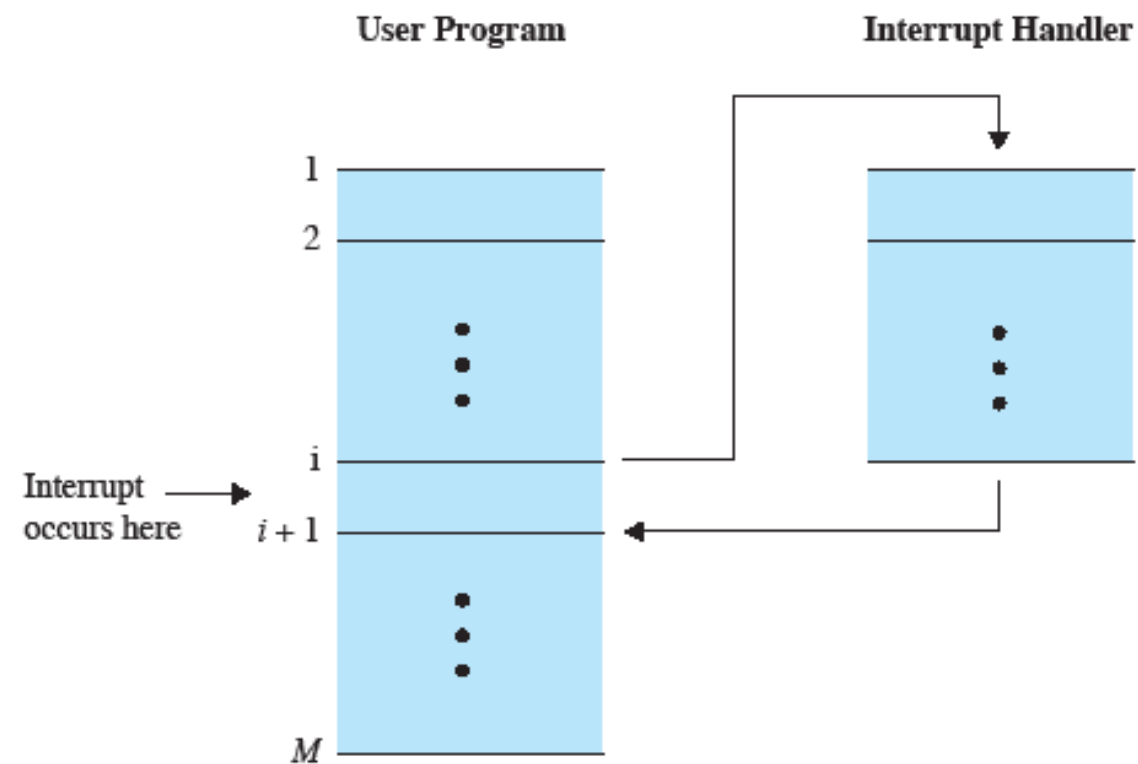 User Program
Interrupt Handler
1
2
i
Interrupt
occurs here
i + 1
M